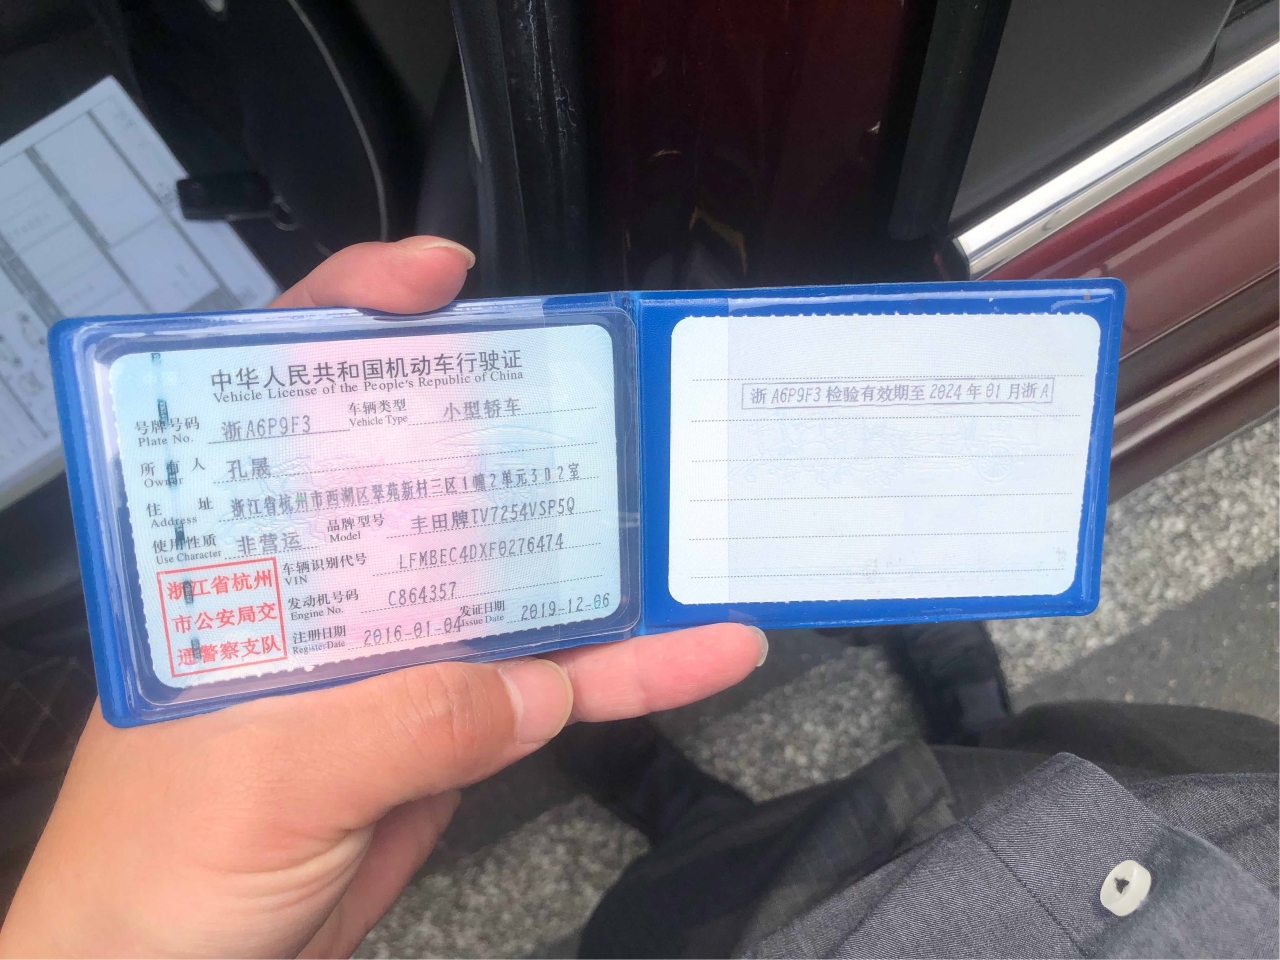 中华人民共和国机动车行驶证
Vehicle License of the People's Republic of China
号牌号码 浙A6P9F3 车辆类型 小型轿车
Plate No. Vehicle Type
所有人 孔晟
Owner
住址 浙江省杭州市西湖区翠苑新村三区1幢2单元302室
Address
使用性质 非营运 品牌型号 丰田牌TV7254VSP5Q
Use Character Model
车辆识别代号 LFMBEC4DXF0276474
VIN
发动机号码 C864357
Engine No.
注册日期 2016-01-04 发证日期 2019-12-06
RegisterDate Issue Date
浙江省杭州
市公安局交
通警察支队
浙A6P9F3检验有效期至2024年01月浙A